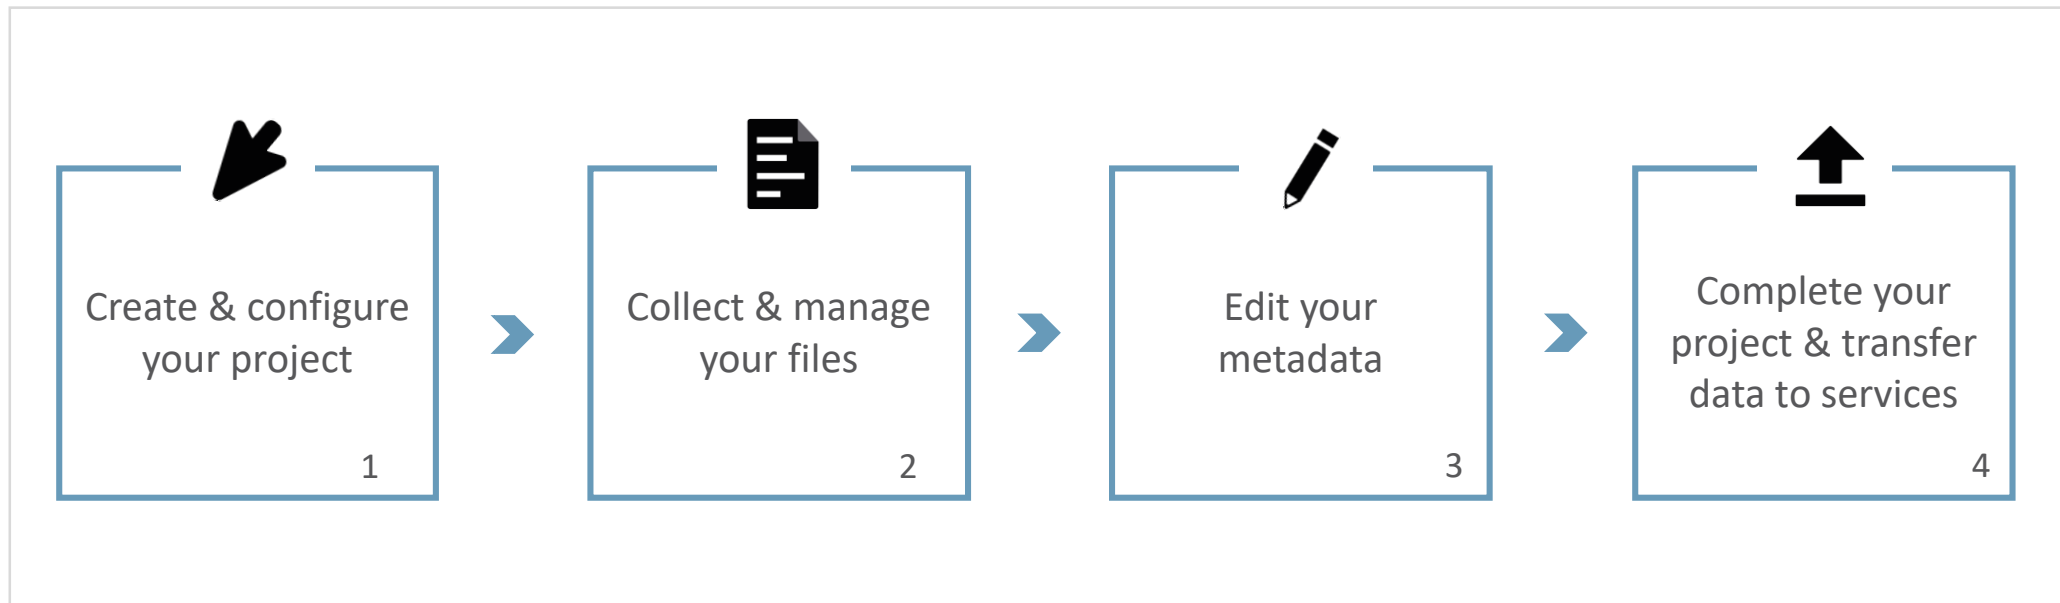 Create & configure
your project
1
Collect & manage
your files
2
Edit your
metadata
3
Complete your
project & transfer
data to services
4